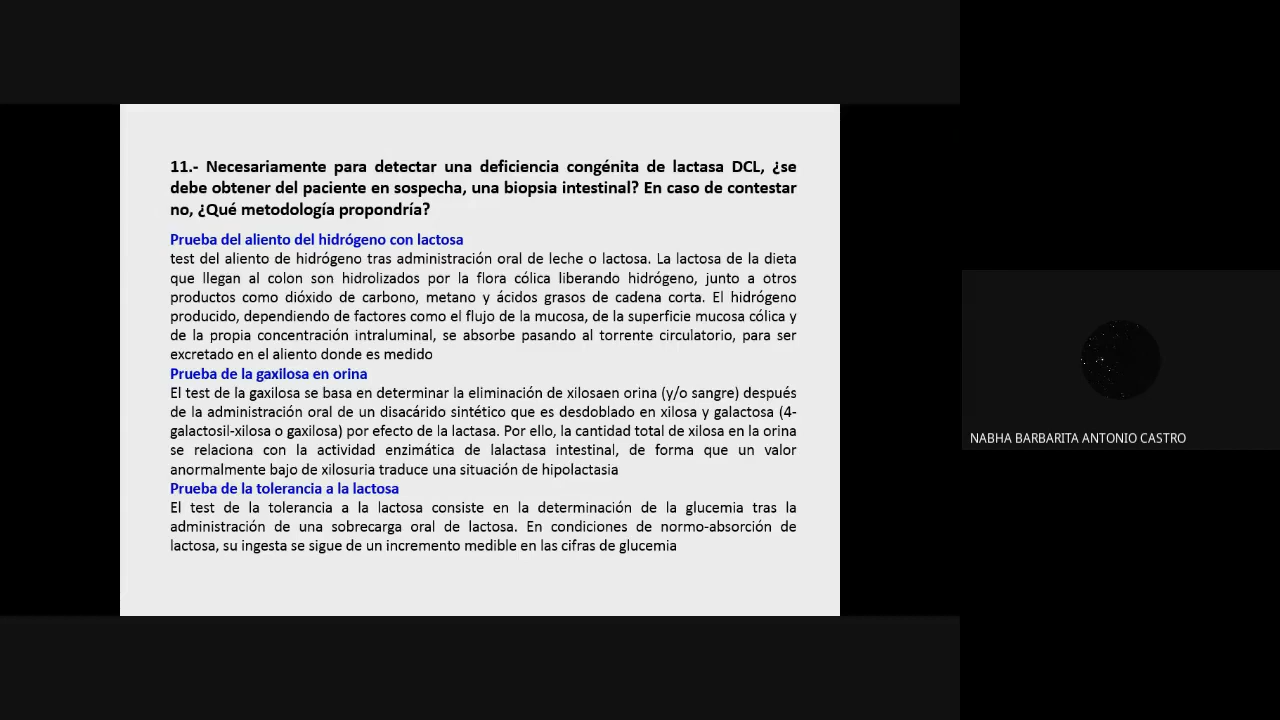 11.- Necesariamente para detectar una deficiencia congénita de lactasa DCL, ¿se
debe obtener del paciente en sospecha, una biopsia intestinal? En caso de contestar
no, ¿Qué metodología propondría?
Prueba del aliento del hidrógeno con lactosa
test del aliento de hidrógeno tras administración oral de leche o lactosa. La lactosa de la dieta
que llegan al colon son hidrolizados por la flora cólica liberando hidrógeno, junto a otros
productos como dióxido de carbono, metano y ácidos grasos de cadena corta. El hidrógeno
producido, dependiendo de factores como el flujo de la mucosa, de la superficie mucosa cólica y
de la propia concentración intraluminal, se absorbe pasando al torrente circulatorio, para ser
excretado en el aliento donde es medido
Prueba de la gaxilosa en orina
El test de la gaxilosa se basa en determinar la eliminación de xilosaen orina (y/o sangre) después
de la administración oral de un disacárido sintético que es desdoblado en xilosa y galactosa (4-
galactosil-xilosa o gaxilosa) por efecto de la lactasa. Por ello, la cantidad total de xilosa en la orina
se relaciona con la actividad enzimática de lalactasa intestinal, de forma que un valor
anormalmente bajo de xilosuria traduce una situación de hipolactasia
Prueba de la tolerancia a la lactosa
El test de la tolerancia a la lactosa consiste en la determinación de la glucemia tras la
administración de una sobrecarga oral de lactosa. En condiciones de normo-absorción de
lactosa, su ingesta se sigue de un incremento medible en las cifras de glucemia
NABHA BARBARITA ANTONIO CASTRO